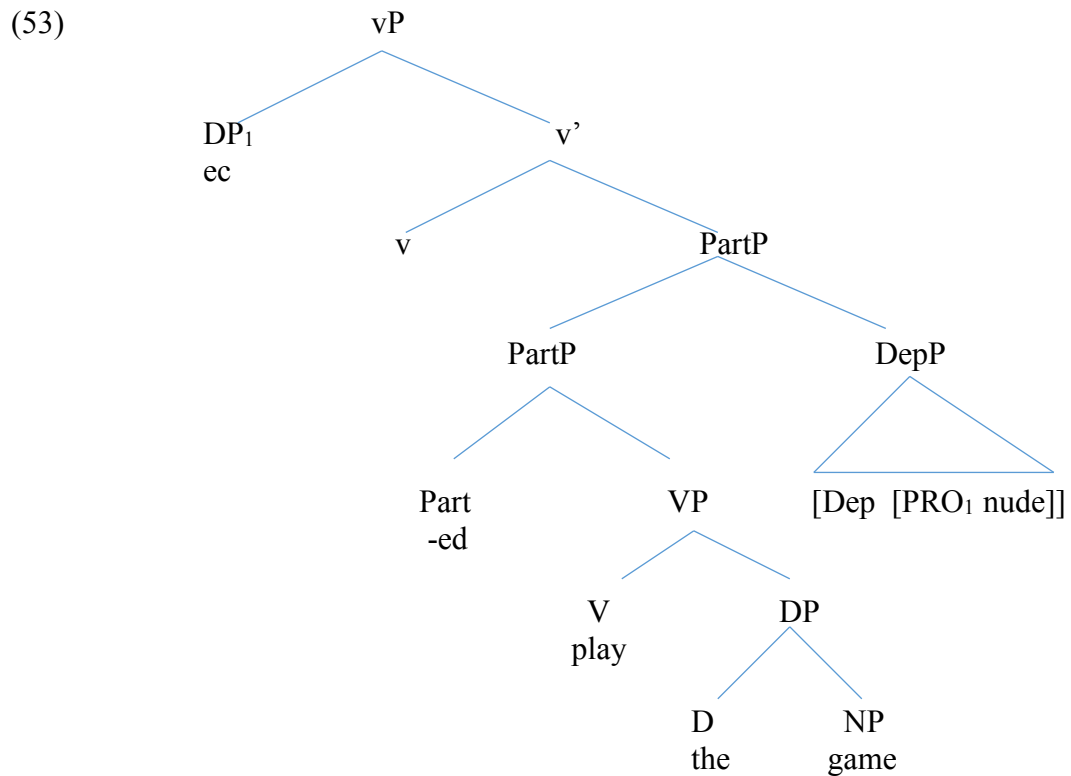 (53) vP
DP₁ v’
ec
v PartP
PartP DepP
Part VP [Dep [PRO₁ nude]]
-ed
V DP
play
D NP
the game